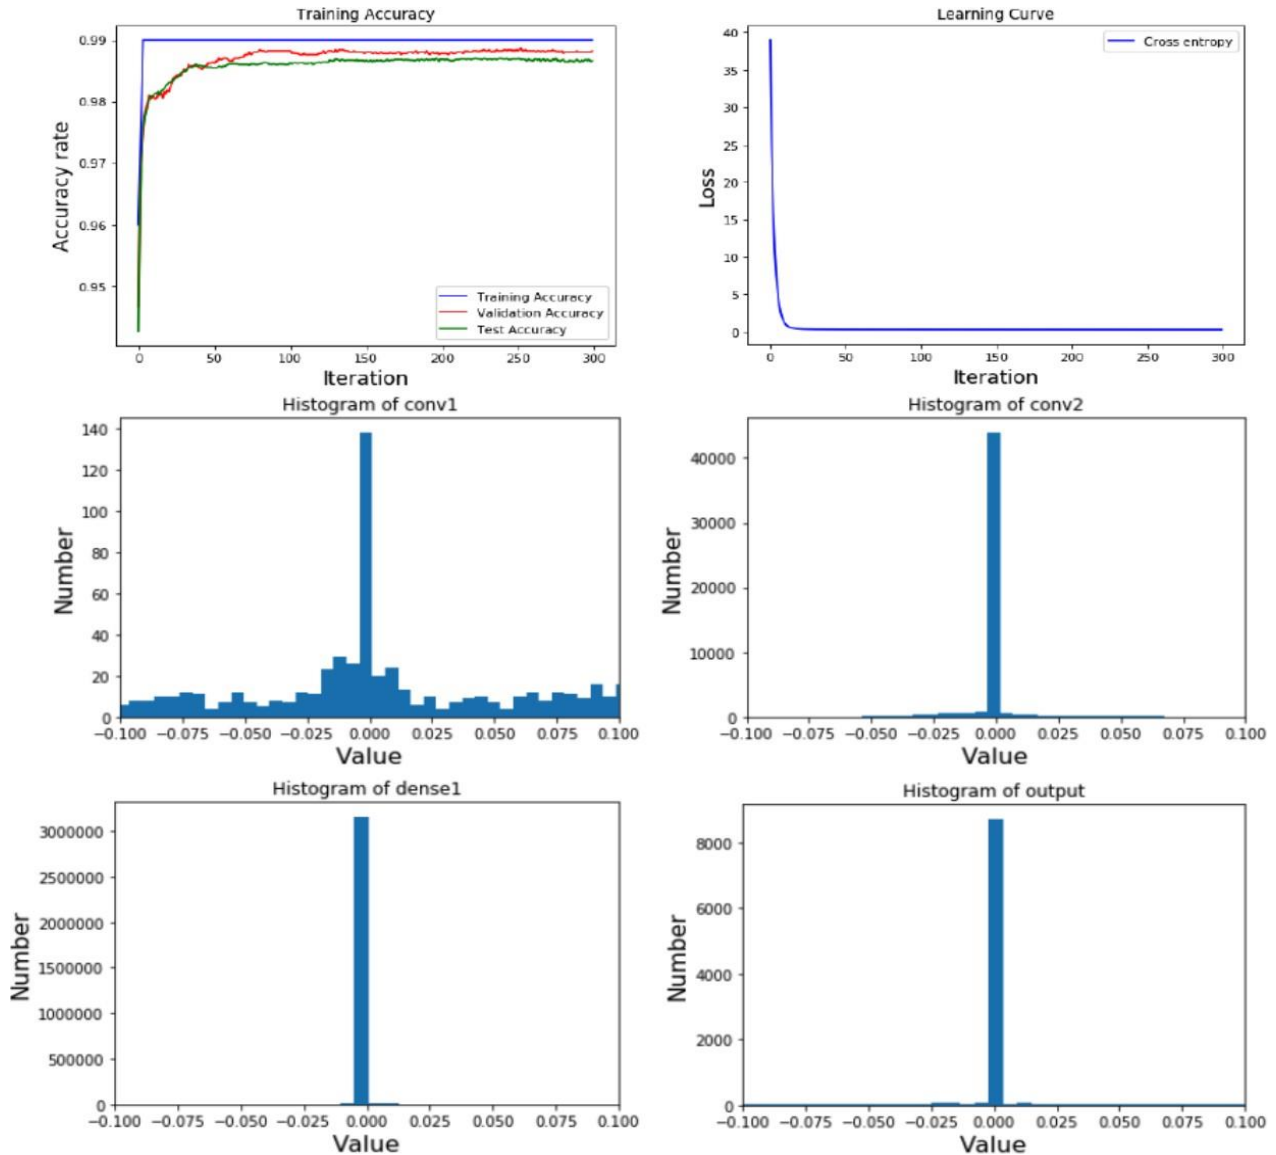 Training Accuracy
0.99
0.98
0.97
0.96
0.95
Accuracy rate
Training Accuracy
Validation Accuracy
Test Accuracy
0 50 100 150 200 250 300
Iteration
Learning Curve
40
35
30
25
20
15
10
5
0
Loss
Cross entropy
0 50 100 150 200 250 300
Iteration
Histogram of conv1
140
120
100
80
60
40
20
0
Number
−0.100 −0.075 −0.050 −0.025 0.000 0.025 0.050 0.075 0.100
Value
Histogram of conv2
40000
30000
20000
10000
0
Number
−0.100 −0.075 −0.050 −0.025 0.000 0.025 0.050 0.075 0.100
Value
Histogram of dense1
3000000
2500000
2000000
1500000
1000000
500000
0
Number
−0.100 −0.075 −0.050 −0.025 0.000 0.025 0.050 0.075 0.100
Value
Histogram of output
8000
6000
4000
2000
0
Number
−0.100 −0.075 −0.050 −0.025 0.000 0.025 0.050 0.075 0.100
Value